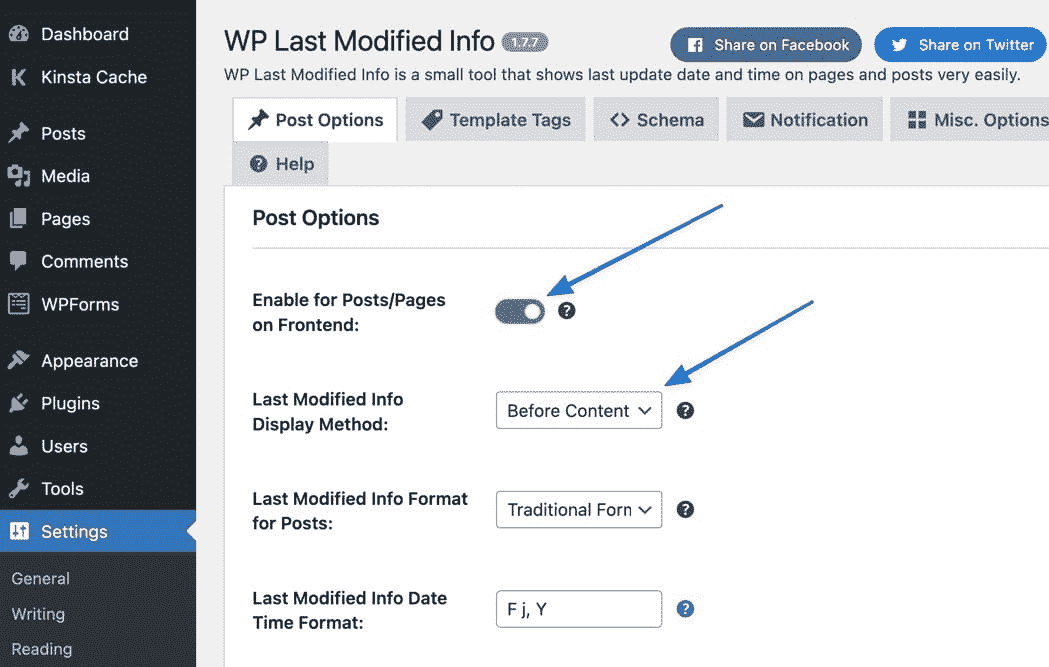 Dashboard
Kinsta Cache
Posts
Media
Pages
Comments
WPForms
Appearance
Plugins
Users
Tools
Settings
General
Writing
Reading
WP Last Modified Info 1.7.7
Share on Facebook
Share on Twitter
WP Last Modified Info is a small tool that shows last update date and time on pages and posts very easily.
Post Options
Template Tags
Schema
Notification
Misc. Options
Help
Post Options
Enable for Posts/Pages
on Frontend:
Last Modified Info
Display Method:
Before Content
Last Modified Info Format
for Posts:
Traditional Forn
Last Modified Info Date
Time Format:
F j, Y